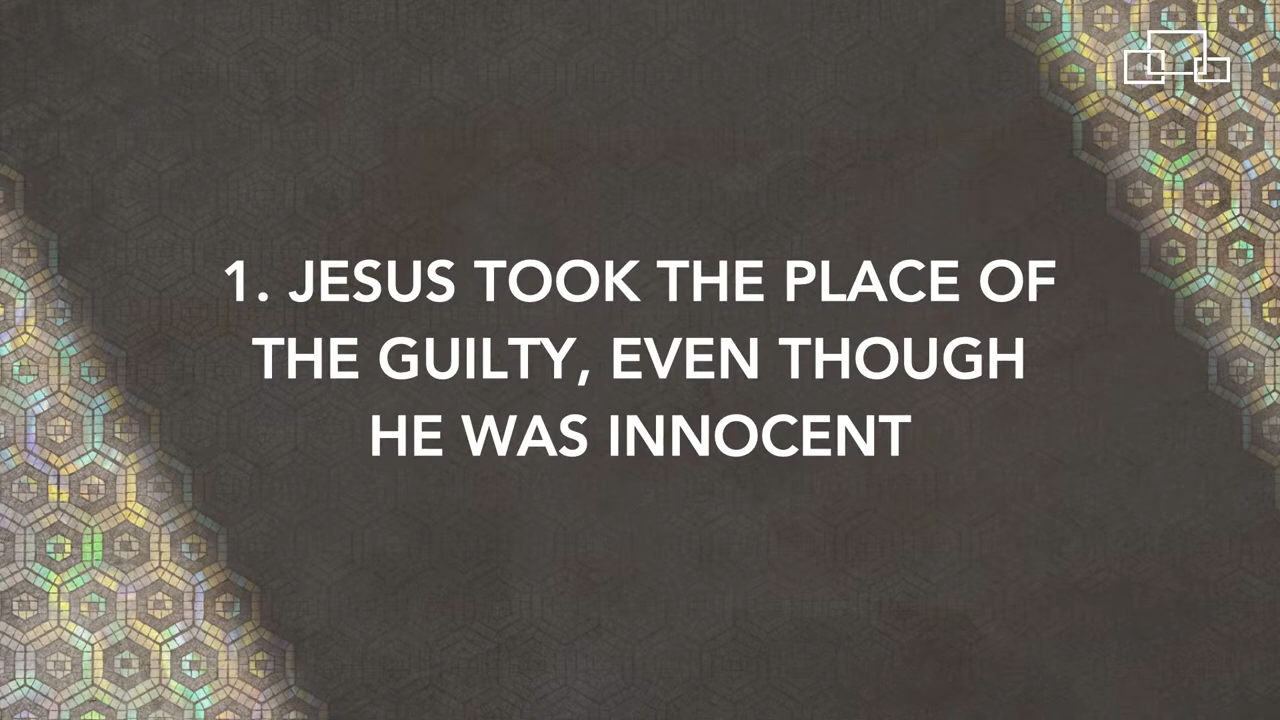 1. JESUS TOOK THE PLACE OF
THE GUILTY, EVEN THOUGH
HE WAS INNOCENT